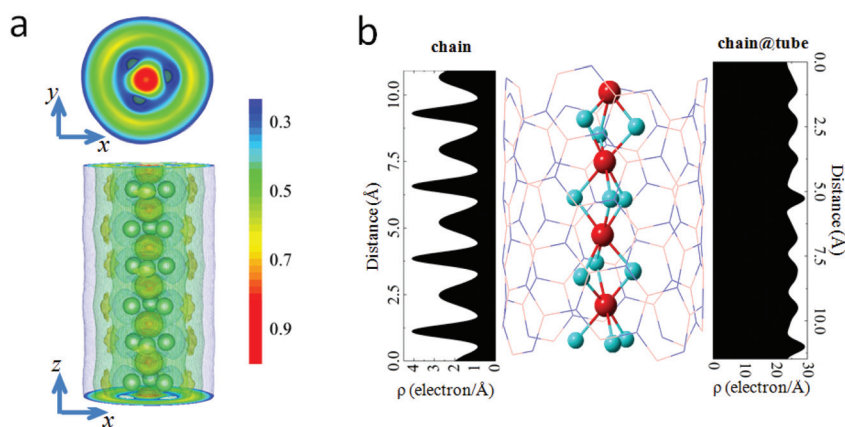 a
y
x
z
x
0.3
0.4
0.5
0.7
0.9
b
chain
10.0
7.5
5.0
2.5
0.0
Distance (Å)
4 3 2 1 0
ρ (electron/Å)
chain@tube
0.0
2.5
5.0
7.5
10.0
Distance (Å)
0 10 20 30
ρ (electron/Å)